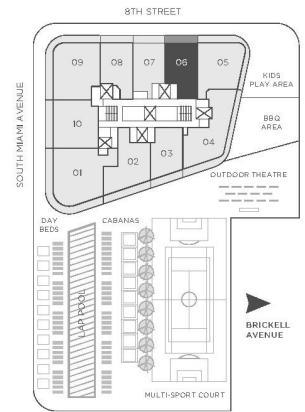 8TH STREET
SOUTH MIAMI AVENUE
09
08
07
06
05
KIDS
PLAY AREA
10
BBQ
AREA
04
03
02
01
OUTDOOR THEATRE
DAY
BEDS
CABANAS
LAP POOL
BRICKELL
AVENUE
MULTI-SPORT COURT